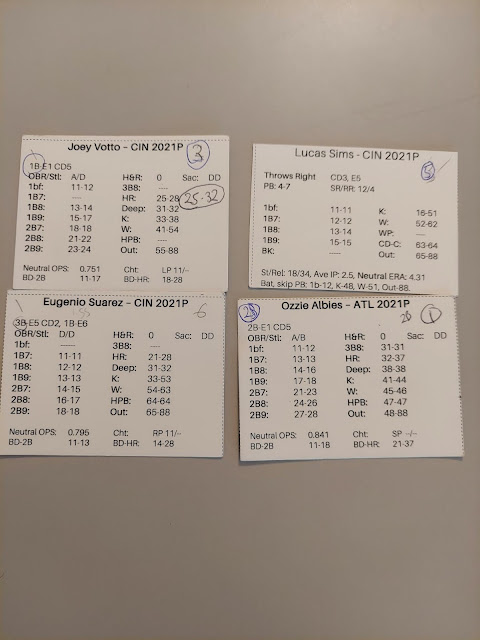 Joey Votto – CIN 2021P 3
1B-E1 CD5
OBR/Stl: A/D H&R: 0 Sac: DD
1bf: 11-12 3B8: ----
1B7: ---- HR: 25-28 25-32
1B8: 13-14 Deep: 31-32
1B9: 15-17 K: 33-38
2B7: 18-18 W: 41-54
2B8: 21-22 HPB: ----
2B9: 23-24 Out: 55-88
Neutral OPS: 0.751 Cht: LP 11/--
BD-2B 11-17 BD-HR: 18-28
Lucas Sims – CIN 2021P
Throws Right CD3, E5
PB: 4-7 SR/RR: 12/4
1bf: 11-11 K: 16-51
1B7: 12-12 W: 52-62
1B8: 13-14 WP: ----
1B9: 15-15 CD-C: 63-64
BK: ---- Out: 65-88
St/Rel: 18/34, Ave IP: 2.5, Neutral ERA: 4.31
Bat, skip PB: 1b-12, K-48, W-51, Out-88.
Eugenio Suarez – CIN 2021P 6
3B-E5 CD2, 1B-E6
OBR/Stl: D/D H&R: 0 Sac: DD
1bf: ---- 3B8: ----
1B7: 11-11 HR: 21-28
1B8: 12-12 Deep: 31-32
1B9: 13-13 K: 33-53
2B7: 14-15 W: 54-63
2B8: 16-17 HPB: 64-64
2B9: 18-18 Out: 65-88
Neutral OPS: 0.795 Cht: RP 11/--
BD-2B 11-13 BD-HR: 14-28
Ozzie Albies – ATL 2021P
2B-E1 CD5 1
OBR/Stl: A/B H&R: 0 Sac: DD
1bf: 11-12 3B8: 31-31
1B7: 13-13 HR: 32-37
1B8: 14-16 Deep: 38-38
1B9: 17-18 K: 41-44
2B7: 21-23 W: 45-46
2B8: 24-26 HPB: 47-47
2B9: 27-28 Out: 48-88
Neutral OPS: 0.841 Cht: SP --/--
BD-2B 11-18 BD-HR: 21-37